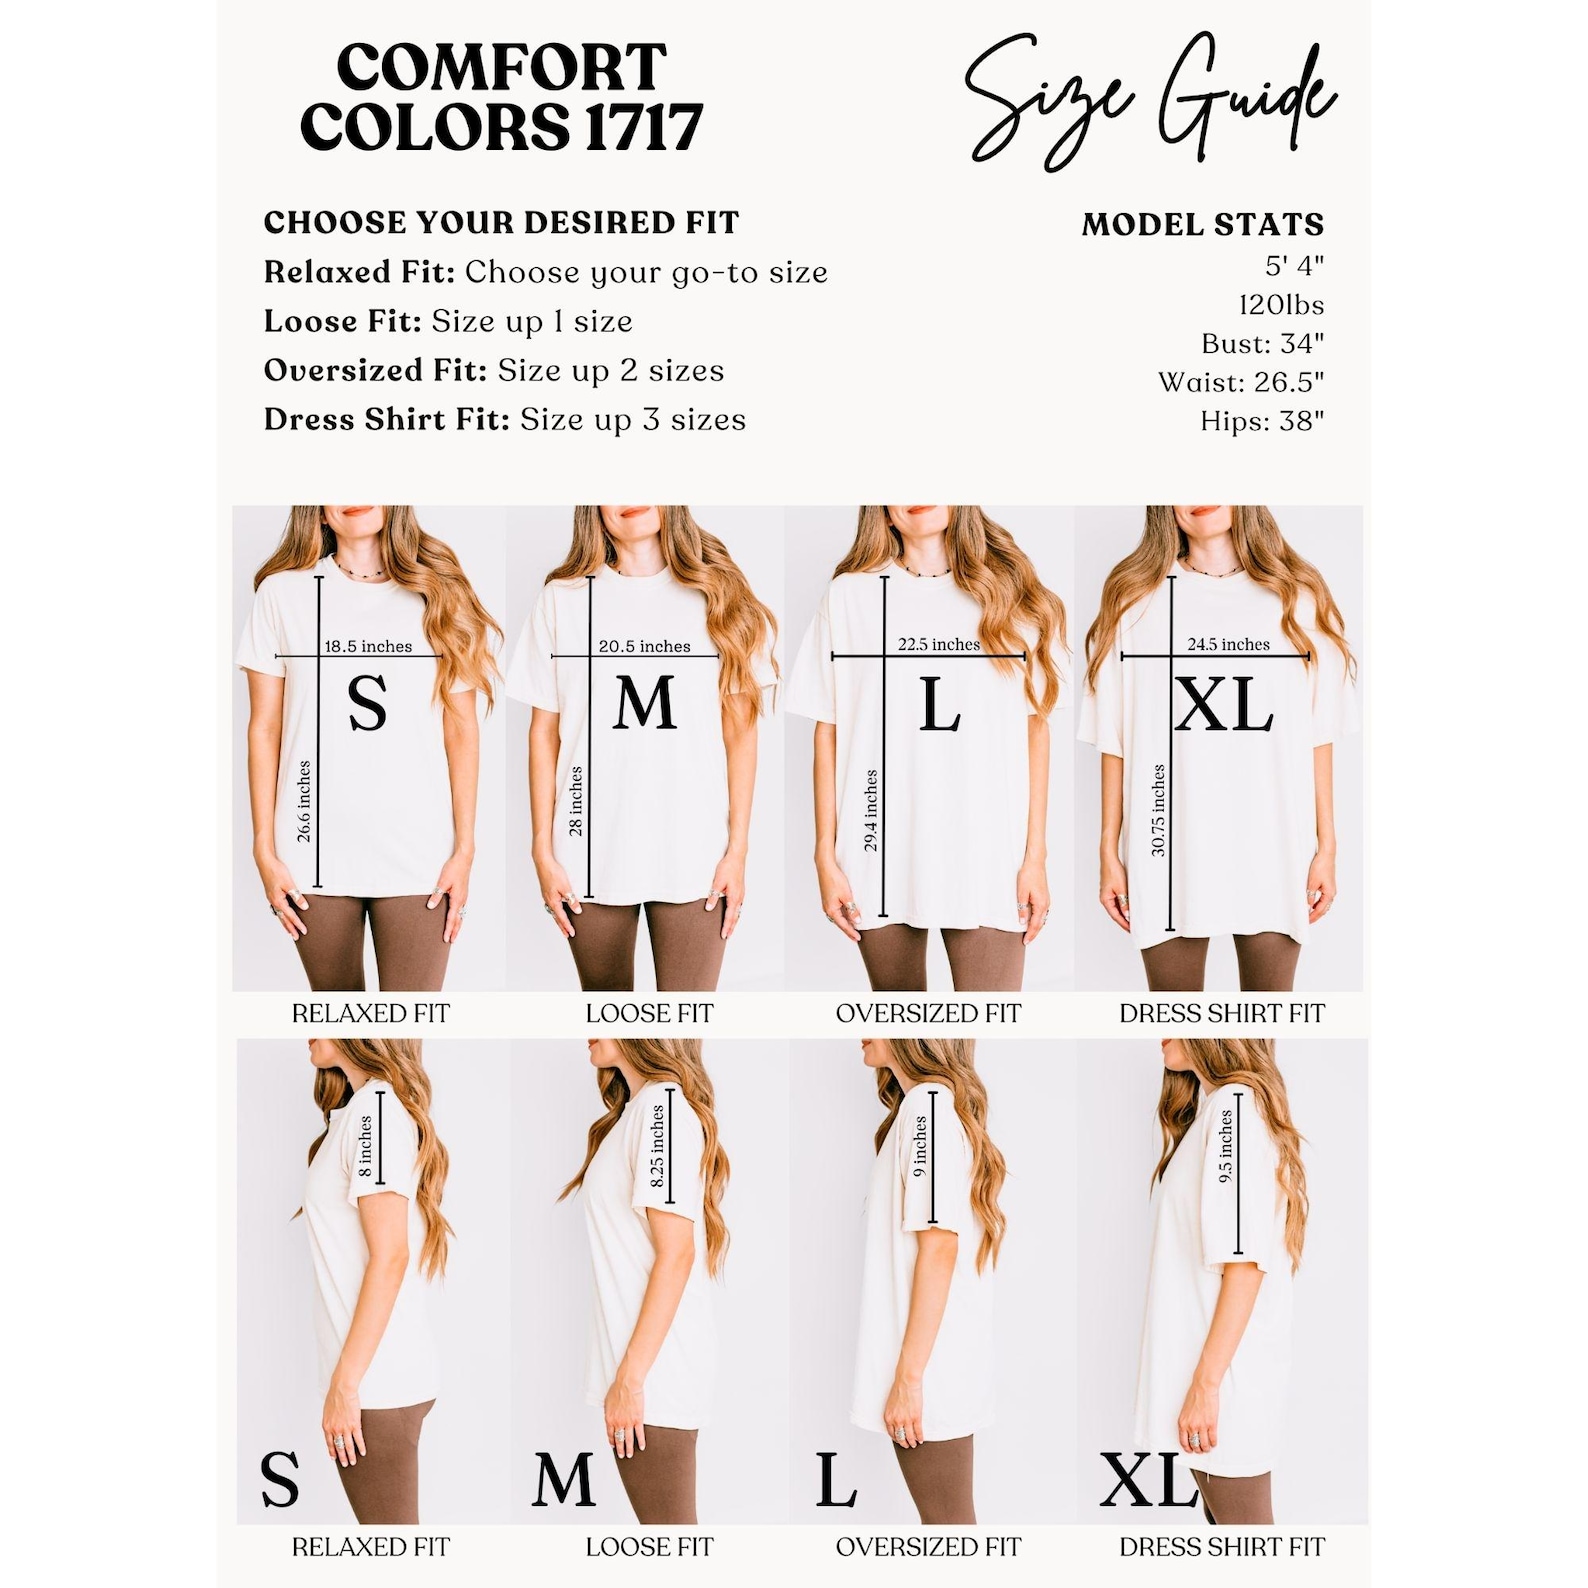 COMFORT
COLORS 1717
Size Guide
CHOOSE YOUR DESIRED FIT
Relaxed Fit: Choose your go-to size
Loose Fit: Size up 1 size
Oversized Fit: Size up 2 sizes
Dress Shirt Fit: Size up 3 sizes
MODEL STATS
5' 4"
120lbs
Bust: 34"
Waist: 26.5"
Hips: 38"
18.5 inches
S
26.6 inches
20.5 inches
M
28 inches
22.5 inches
L
29.4 inches
24.5 inches
XL
30.75 inches
RELAXED FIT
LOOSE FIT
OVERSIZED FIT
DRESS SHIRT FIT
8 inches
S
8.25 inches
M
9 inches
L
9.5 inches
XL
RELAXED FIT
LOOSE FIT
OVERSIZED FIT
DRESS SHIRT FIT